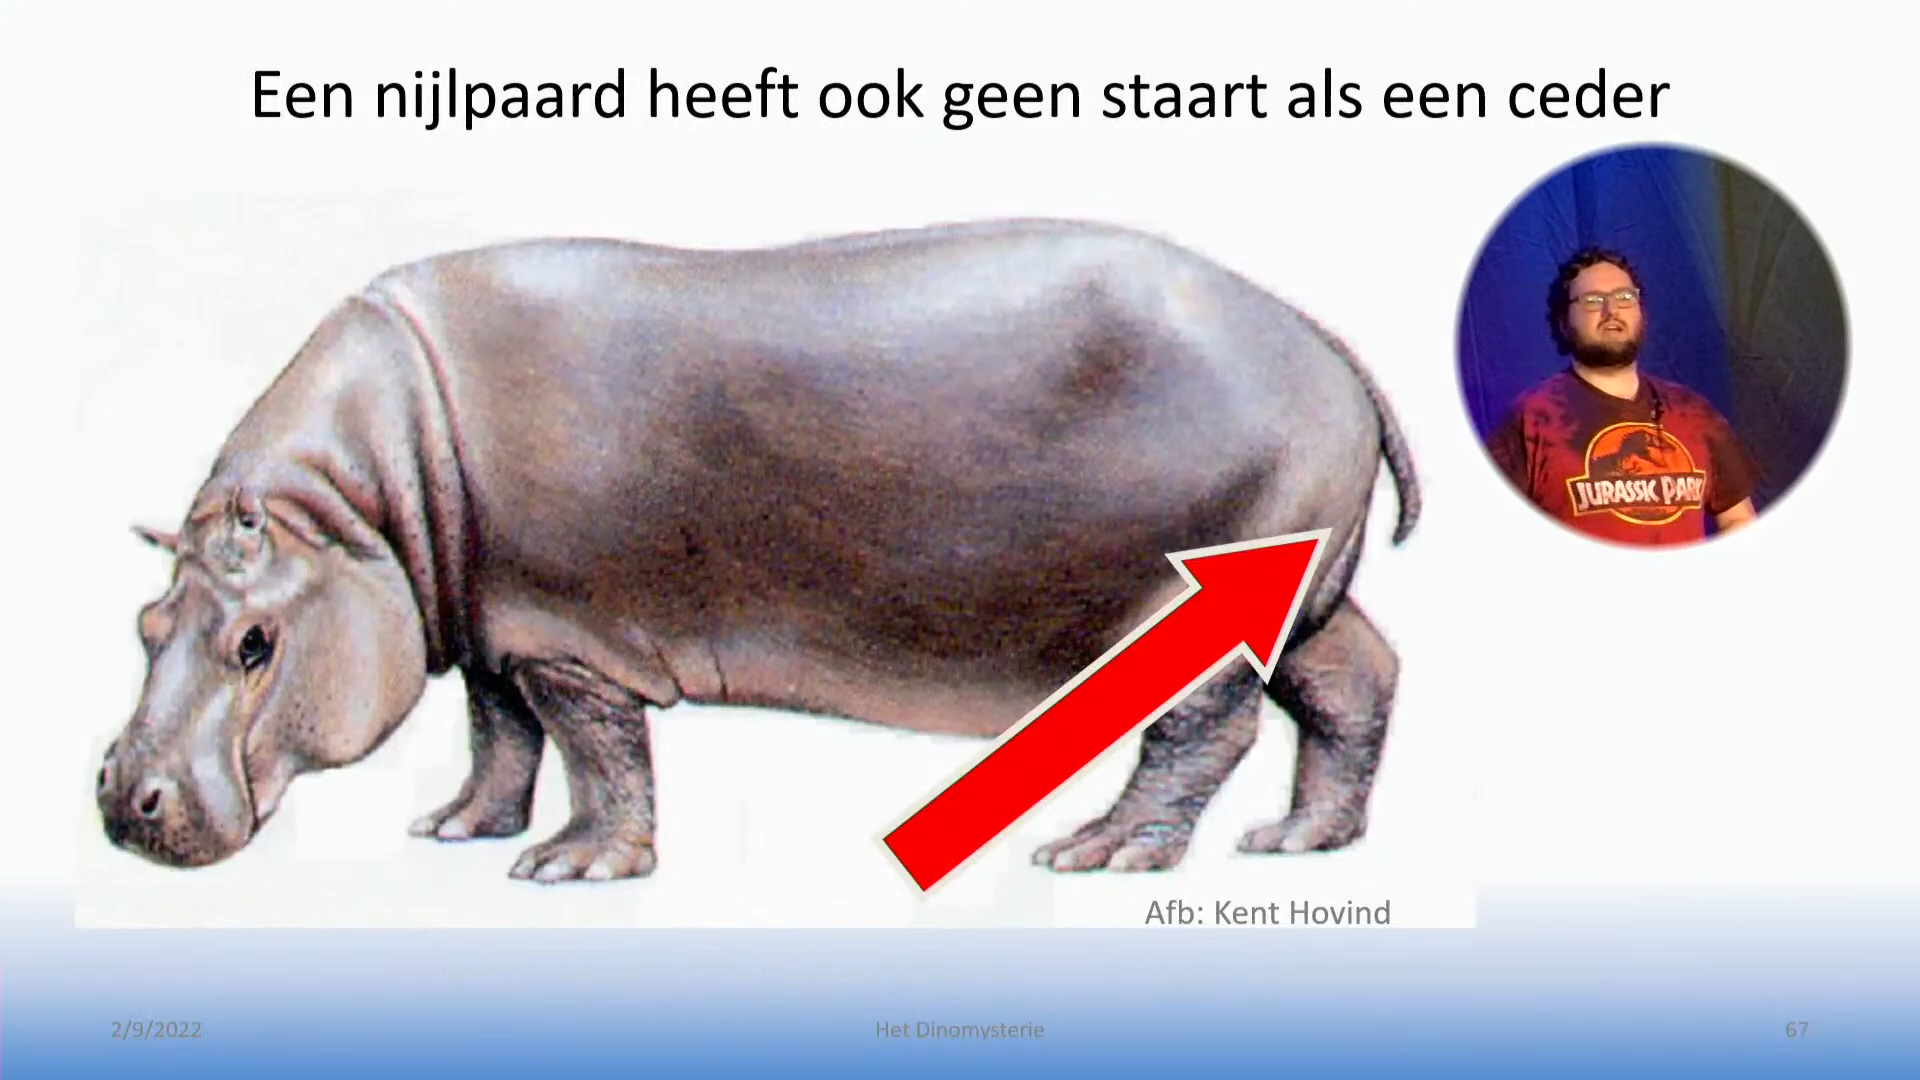 Een nijlpaard heeft ook geen staart als een ceder
JURASSIC PARK
Afb: Kent Hovind
2/9/2022
Het Dinomysterie
67